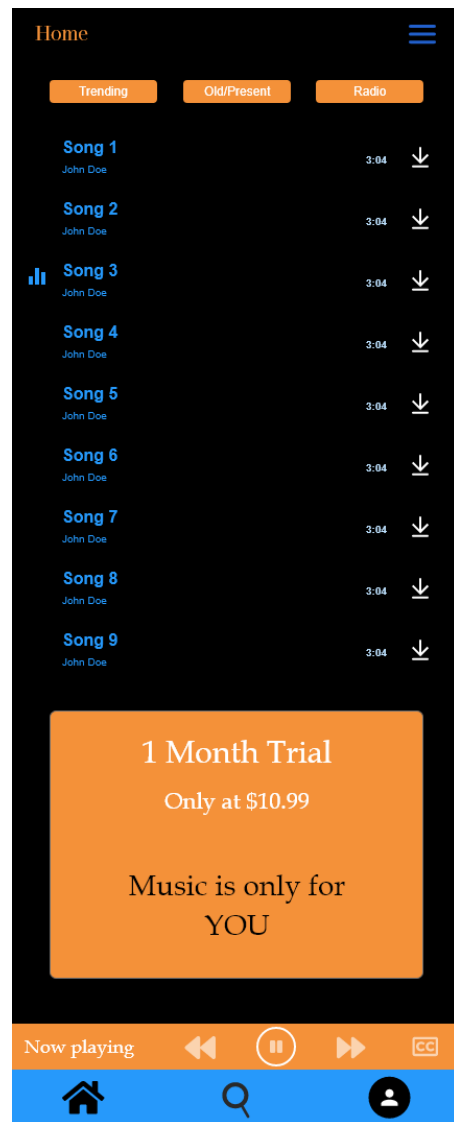 Home
Trending Old/Present Radio
Song 1
John Doe
3:04
Song 2
John Doe
3:04
Song 3
John Doe
3:04
Song 4
John Doe
3:04
Song 5
John Doe
3:04
Song 6
John Doe
3:04
Song 7
John Doe
3:04
Song 8
John Doe
3:04
Song 9
John Doe
3:04
1 Month Trial
Only at $10.99
Music is only for
YOU
Now playing CC